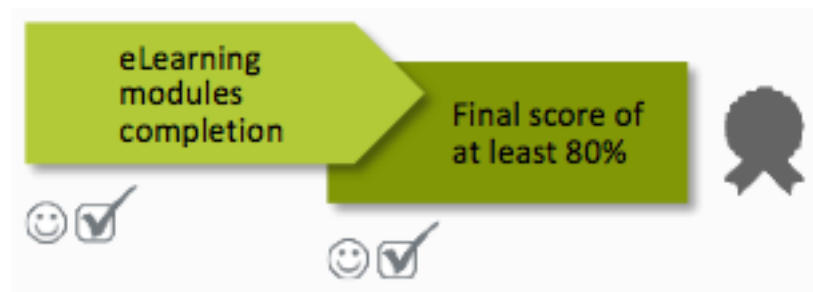 eLearning
modules
completion
Final score of
at least 80%